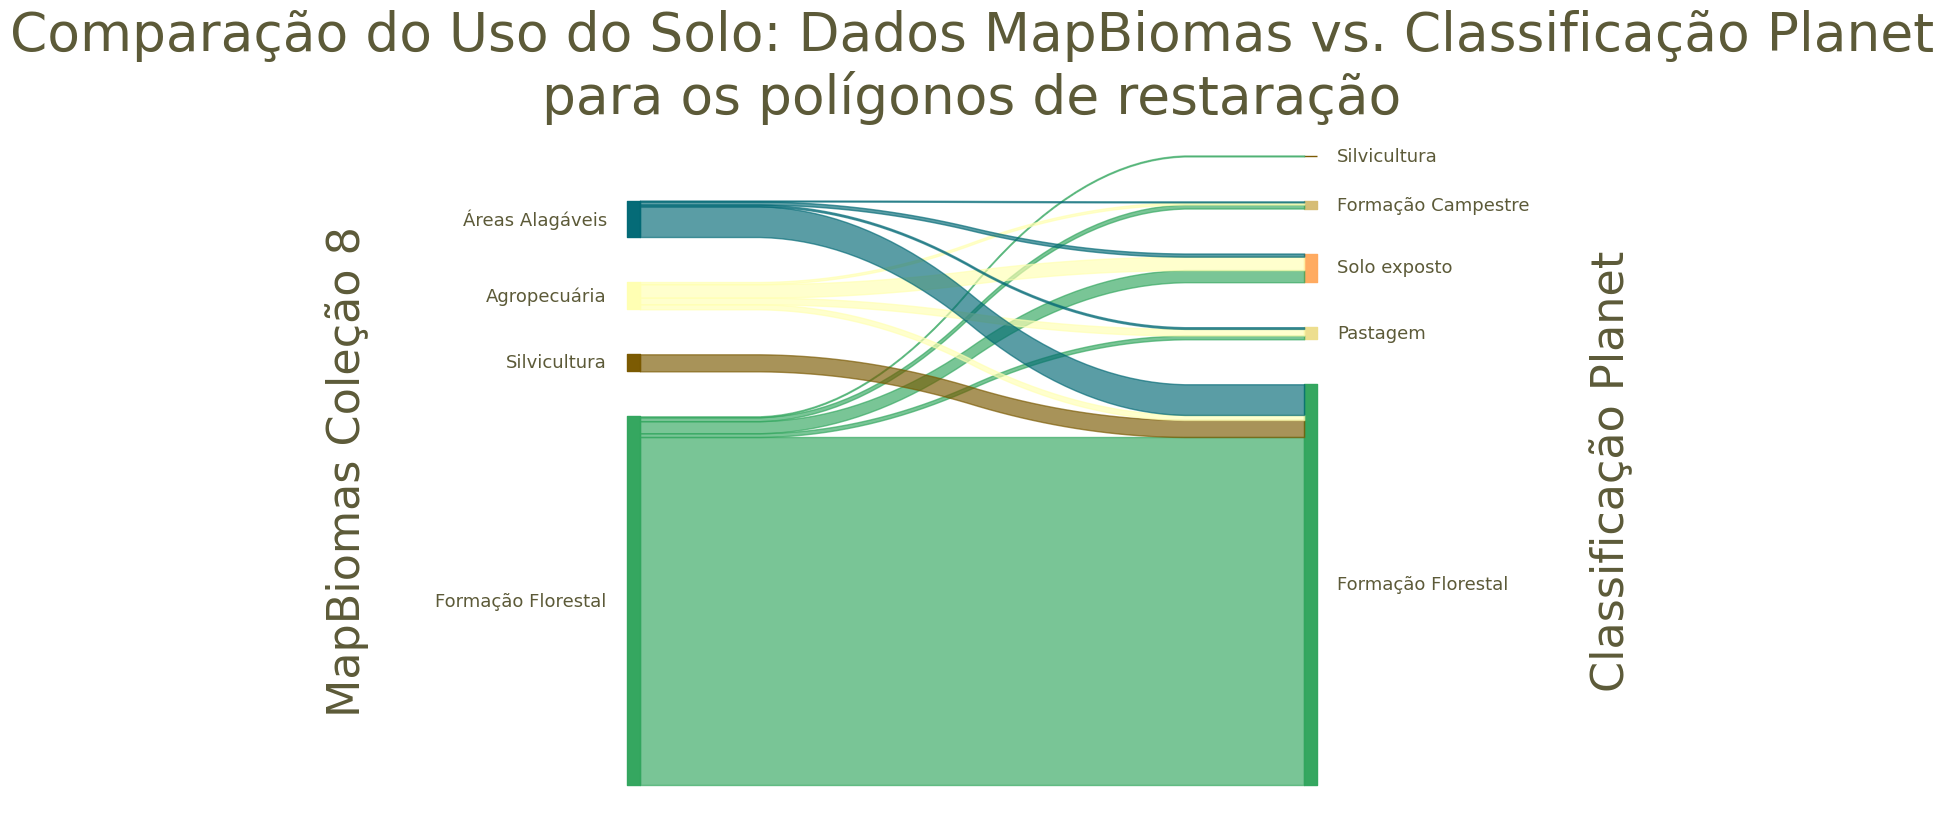 Comparação do Uso do Solo: Dados MapBiomas vs. Classificação Planet
para os polígonos de restaração
MapBiomas Coleção 8
Áreas Alagáveis
Agropecuária
Silvicultura
Formação Florestal
Silvicultura
Formação Campestre
Solo exposto
Pastagem
Formação Florestal
Classificação Planet